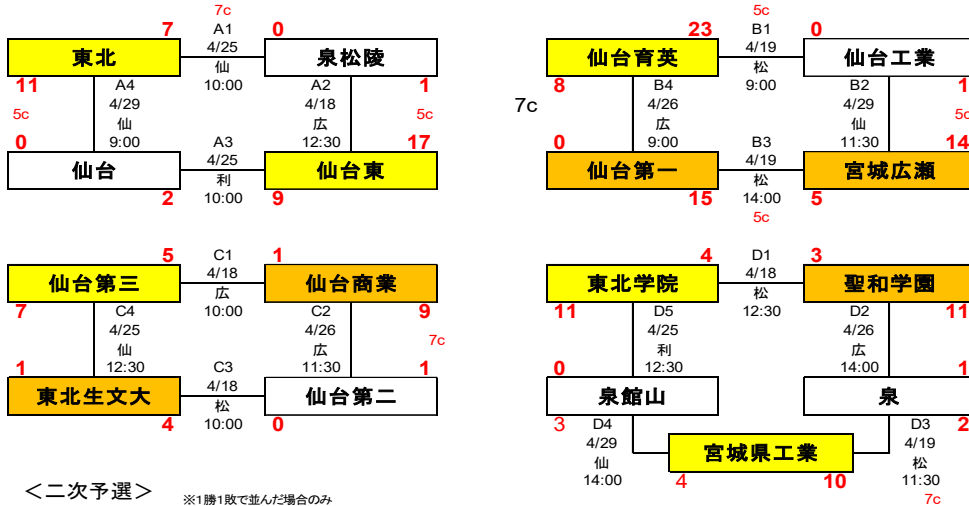 7c
7 A1 0
4/25
東北 仙 泉松陵
10:00
11 A4 A2 1
4/29 4/18
5c 仙 広 5c
0 9:00 A3 12:30 17
4/25
仙台 利 仙台東
2 10:00 9
5c
23 B1 0
4/19
仙台育英 松 仙台工業
9:00
8 B4 B2 1
4/26 4/29
7c 広 仙 5c
0 9:00 B3 11:30 14
4/19
仙台第一 松 宮城広瀬
15 14:00 5
5c
5 C1 1
4/18
仙台第三 広 仙台商業
10:00
7 C4 C2 9
4/25 4/26
仙 広 7c
1 12:30 C3 11:30 1
4/18
東北生文大 松 仙台第二
4 10:00 0
4 D1 3
4/18
東北学院 松 聖和学園
12:30
11 D5 D2 11
4/25 4/26
利 広
0 12:30 14:00 1
泉館山 泉
3 D4 D3 2
4/29 4/19
仙 宮城県工業 松
14:00 4 10 11:30
7c
＜二次予選＞ ※1勝1敗で並んだ場合のみ